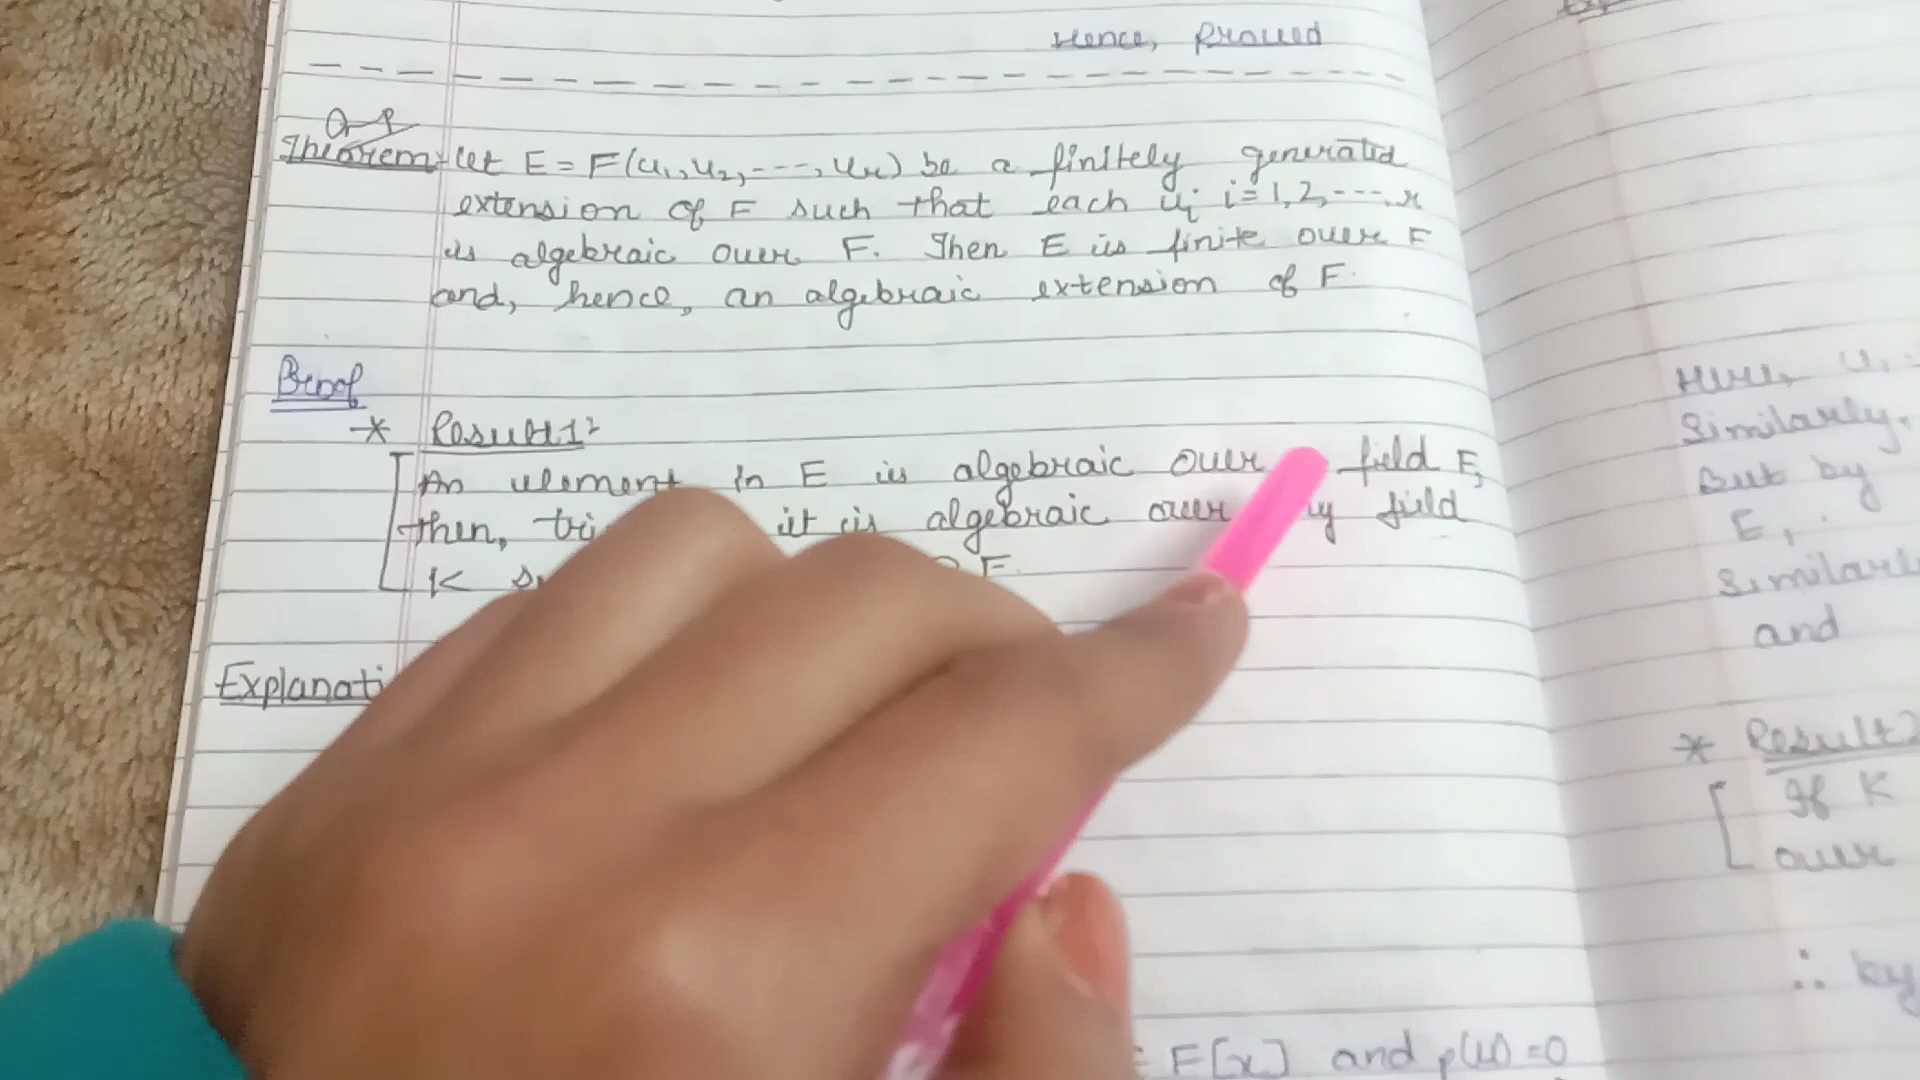 Hence, Proved
Theorem:- Let E = F(u₁, u₂, ---, uᵣ) be a finitely generated
extension of F such that each uᵢ i = 1, 2, ---, r
is algebraic over F. Then E is finite over F
and, hence, an algebraic extension of F.
Proof
* Result 1:
An element in E is algebraic over field F,
then, it is algebraic over field
K F.
Explanati
F[x] and p(u) = 0
Here, u₁
Similarly.
But by
E₁
Similarl
and
* Result 2
If K
over
∴ by